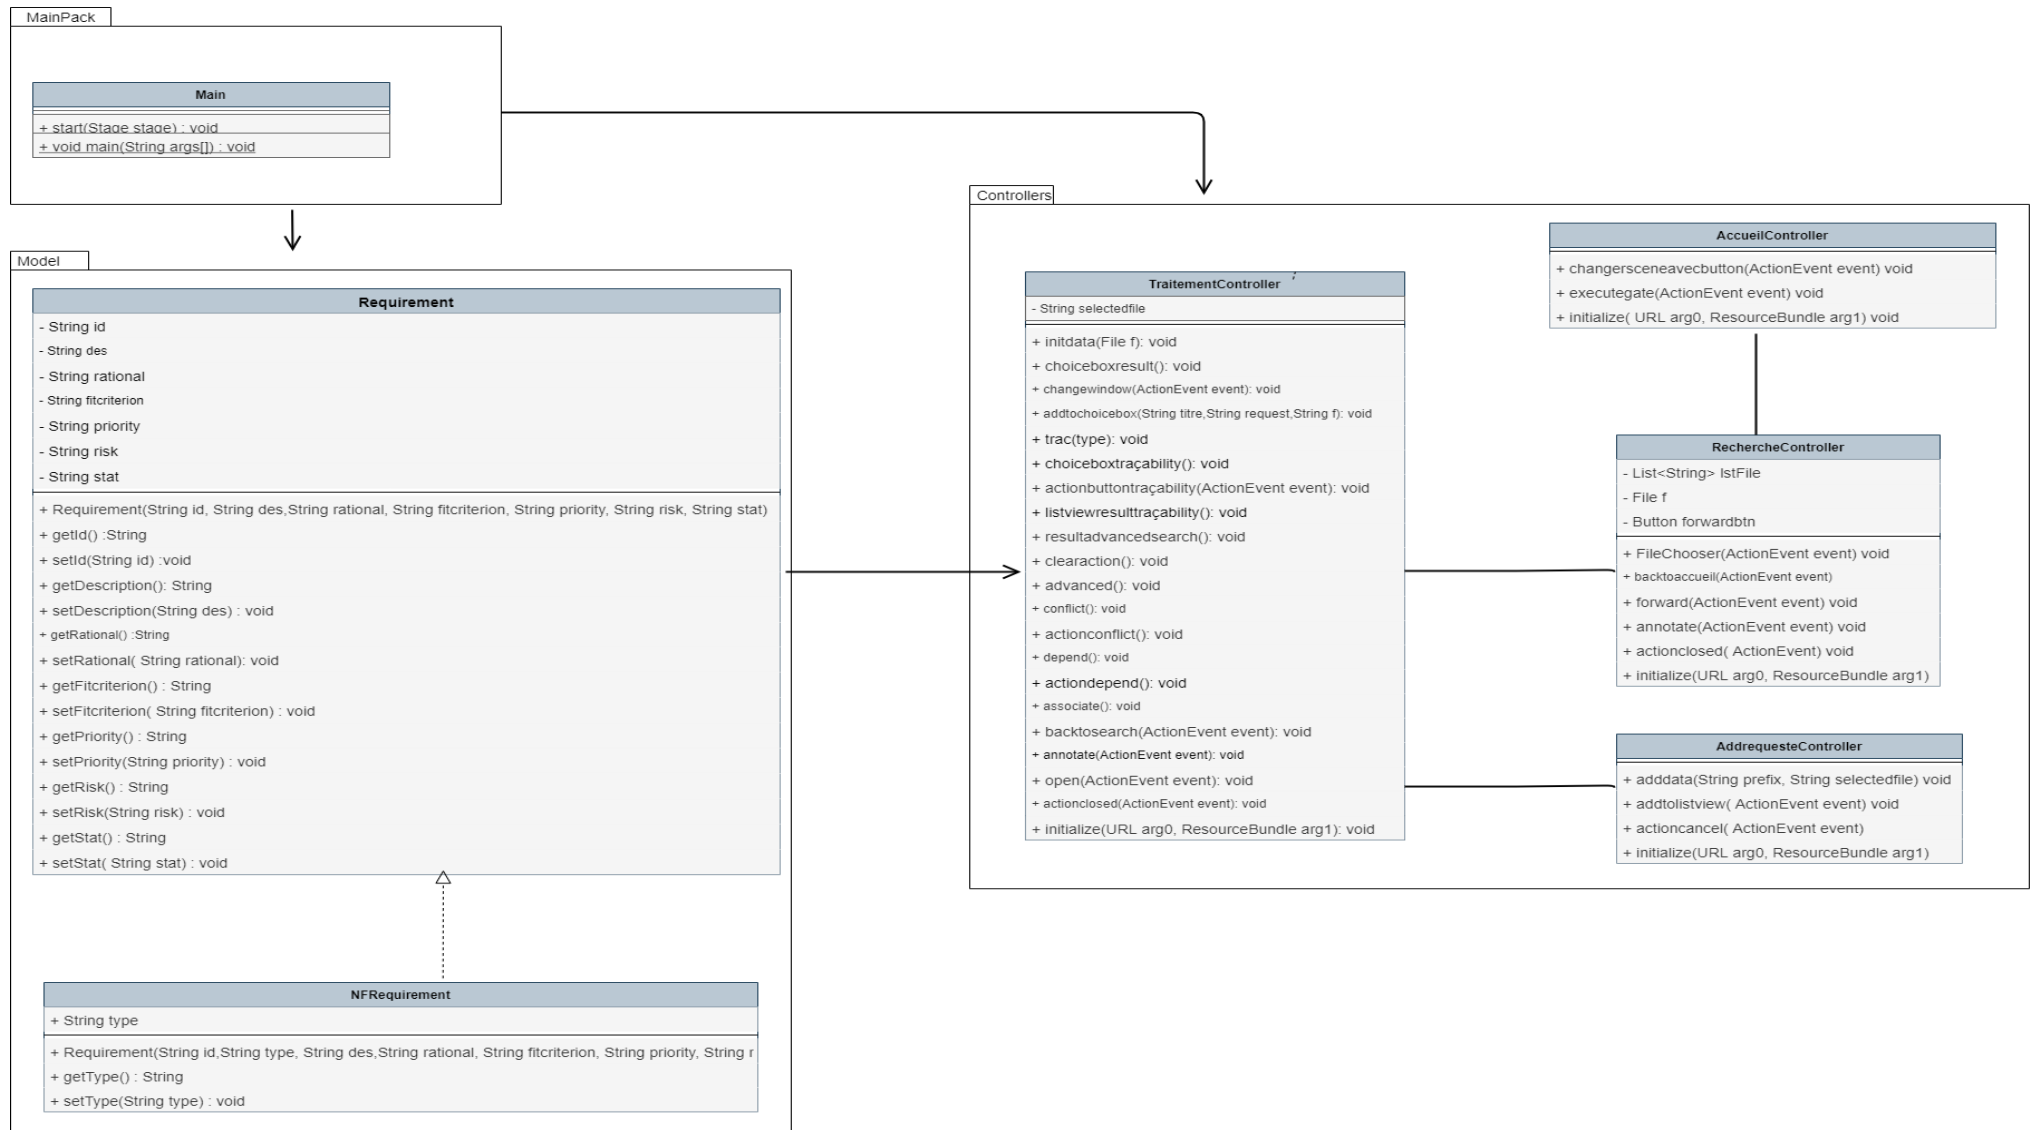 MainPack
Main
+ start(Stage stage) : void
+ void main(String args[]) : void
Model
Requirement
- String id
- String des
- String rational
- String fitcriterion
- String priority
- String risk
- String stat
+ Requirement(String id, String des,String rational, String fitcriterion, String priority, String risk, String stat)
+ getId() :String
+ setId(String id) :void
+ getDescription(): String
+ setDescription(String des) : void
+ getRational() :String
+ setRational( String rational): void
+ getFitcriterion() : String
+ setFitcriterion( String fitcriterion) : void
+ getPriority() : String
+ setPriority(String priority) : void
+ getRisk() : String
+ setRisk(String risk) : void
+ getStat() : String
+ setStat( String stat) : void
NFRequirement
+ String type
+ Requirement(String id,String type, String des,String rational, String fitcriterion, String priority, String r
+ getType() : String
+ setType(String type) : void
Controllers
TraitementController
- String selectedfile
+ initdata(File f): void
+ choiceboxresult(): void
+ changewindow(ActionEvent event): void
+ addtochoicebox(String titre,String request,String f): void
+ trac(type): void
+ choiceboxtraçability(): void
+ actionbuttontraçability(ActionEvent event): void
+ listviewresulttraçability(): void
+ resultadvancedsearch(): void
+ clearaction(): void
+ advanced(): void
+ conflict(): void
+ actionconflict(): void
+ depend(): void
+ actiondepend(): void
+ associate(): void
+ backtosearch(ActionEvent event): void
+ annotate(ActionEvent event): void
+ open(ActionEvent event): void
+ actionclosed(ActionEvent event): void
+ initialize(URL arg0, ResourceBundle arg1): void
AccueilController
+ changersceneavecbutton(ActionEvent event) void
+ executegate(ActionEvent event) void
+ initialize( URL arg0, ResourceBundle arg1) void
RechercheController
- List<String> lstFile
- File f
- Button forwardbtn
+ FileChooser(ActionEvent event) void
+ backtoaccueil(ActionEvent event)
+ forward(ActionEvent event) void
+ annotate(ActionEvent event) void
+ actionclosed( ActionEvent) void
+ initialize(URL arg0, ResourceBundle arg1)
AddrequesteController
+ adddata(String prefix, String selectedfile) void
+ addtolistview( ActionEvent event) void
+ actioncancel( ActionEvent event)
+ initialize(URL arg0, ResourceBundle arg1)